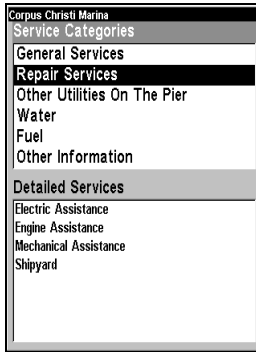 Corpus Christi Marina
Service Categories
General Services
Repair Services
Other Utilities On The Pier
Water
Fuel
Other Information
Detailed Services
Electric Assistance
Engine Assistance
Mechanical Assistance
Shipyard